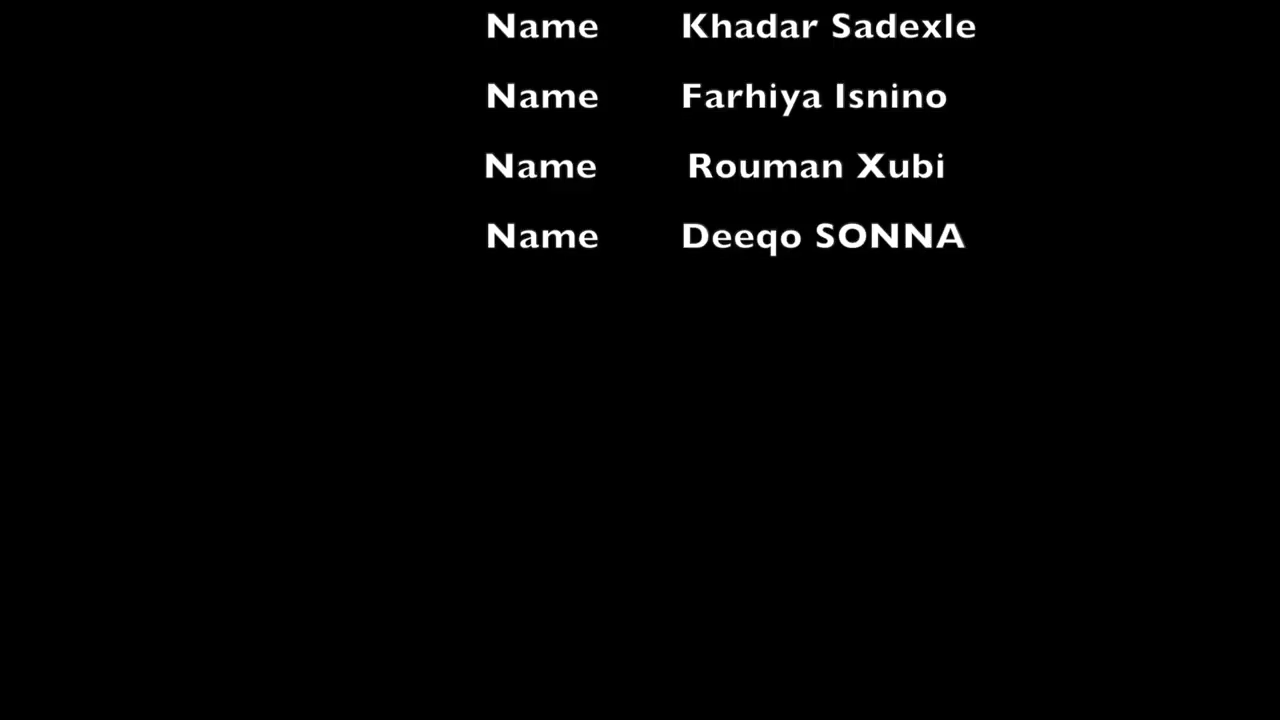 Name Khadar Sadexle
Name Farhiya Isnino
Name Rouman Xubi
Name Deeqo SONNA